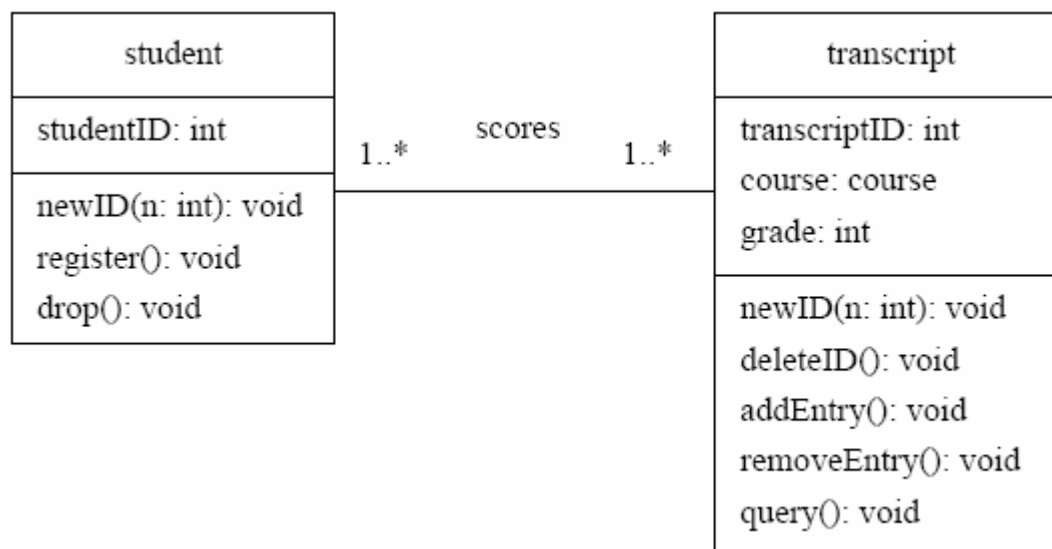 student
studentID: int
newID(n: int): void
register(): void
drop(): void
scores
1..*
1..*
transcript
transcriptID: int
course: course
grade: int
newID(n: int): void
deleteID(): void
addEntry(): void
removeEntry(): void
query(): void